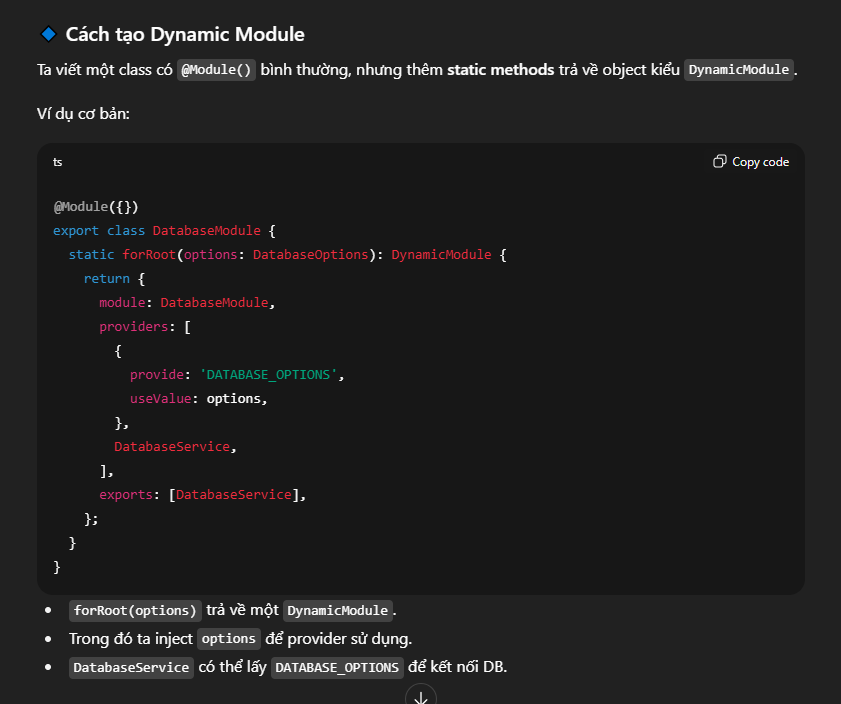 Cách tạo Dynamic Module
Ta viết một class có @Module() bình thường, nhưng thêm static methods trả về object kiểu DynamicModule.
Ví dụ cơ bản:
ts
Copy code
@Module({})
export class DatabaseModule {
  static forRoot(options: DatabaseOptions): DynamicModule {
    return {
      module: DatabaseModule,
      providers: [
        {
          provide: 'DATABASE_OPTIONS',
          useValue: options,
        },
        DatabaseService,
      ],
      exports: [DatabaseService],
    };
  }
}
• forRoot(options) trả về một DynamicModule.
• Trong đó ta inject options để provider sử dụng.
• DatabaseService có thể lấy DATABASE_OPTIONS để kết nối DB.